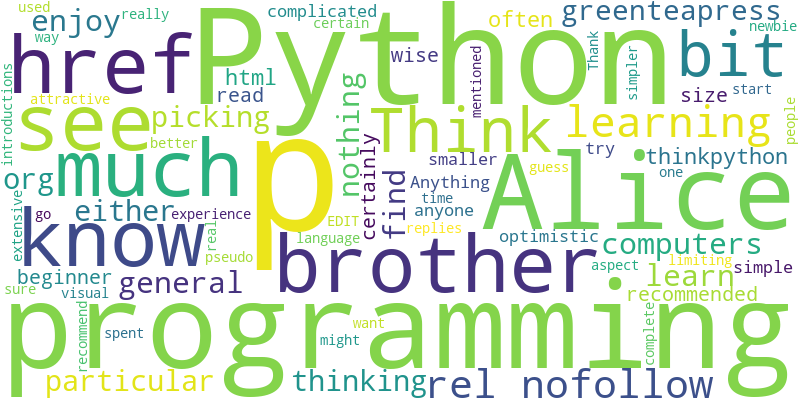 complicated
used
really
certain
often
greenteapress
newbie
way
enjoy
Python
href
html
wise
Thank
bit
read
mentioned
simpler
size
start
introductions
attractive
picking
see
nothing
Think
learning
people
better
much
smaller
try
thinkpython
org
p
certainly
find
Anything
guess
one
either
time
Alice
extensive
experience
EDIT
anyone
know
go
replies
real
brother
language
optimistic
computers
pseudo
aspect
limiting
simple
beginner
general
learn
sure
visual
recommended
recommend
spent
programming
might
want
complete
particular
thinking
rel nofollow